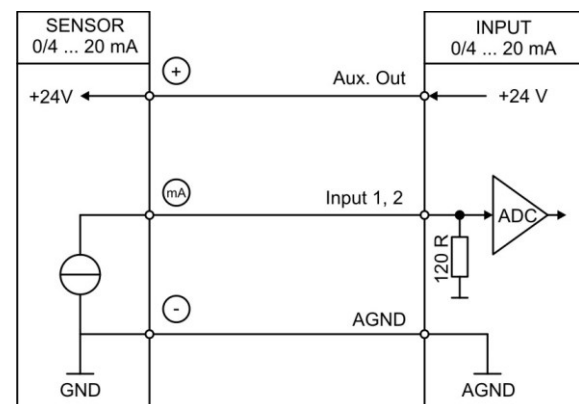 SENSOR
0/4 ... 20 mA
INPUT
0/4 ... 20 mA
+
Aux. Out
+24V
+24 V
mA
Input 1, 2
ADC
120 R
-
AGND
GND
AGND